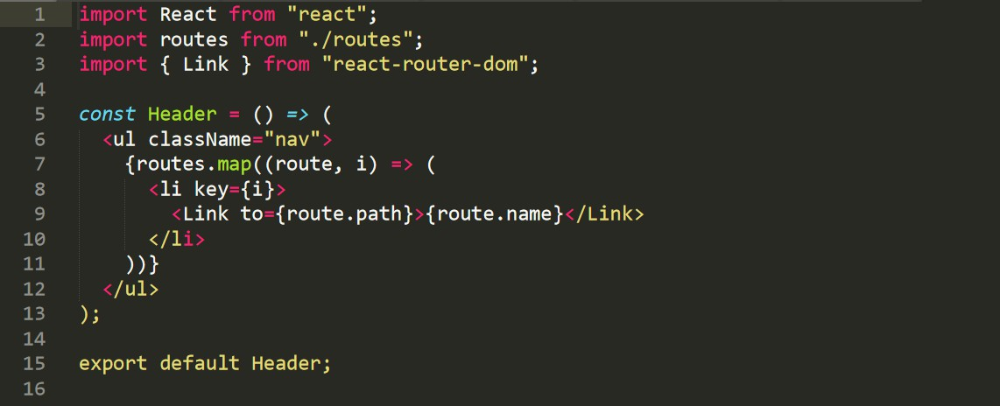 1 import React from "react";
2 import routes from "./routes";
3 import { Link } from "react-router-dom";
4
5 const Header = () => (
6   <ul className="nav">
7     {routes.map((route, i) => (
8       <li key={i}>
9         <Link to={route.path}>{route.name}</Link>
10       </li>
11     ))}
12   </ul>
13 );
14
15 export default Header;
16